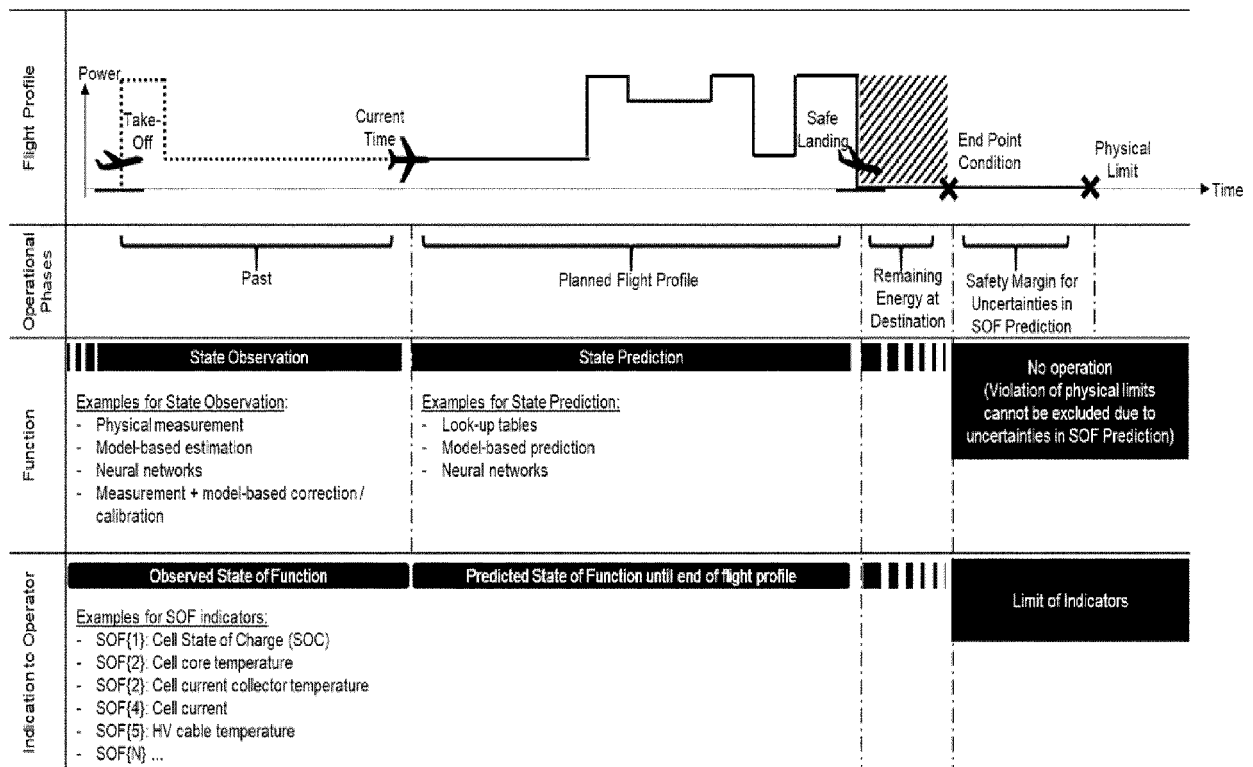 Flight Profile
Power
Take-
Off
Current
Time
Safe
Landing
End Point
Condition
Physical
Limit
Time
Operational
Phases
Past
Planned Flight Profile
Remaining
Energy at
Destination
Safety Margin for
Uncertainties in
SOF Prediction
Function
State Observation
Examples for State Observation:
- Physical measurement
- Model-based estimation
- Neural networks
- Measurement + model-based correction /
calibration
State Prediction
Examples for State Prediction:
- Look-up tables
- Model-based prediction
- Neural networks
No operation
(Violation of physical limits
cannot be excluded due to
uncertainties in SOF Prediction)
Indication to Operator
Observed State of Function
Examples for SOF indicators:
- SOF{1}: Cell State of Charge (SOC)
- SOF{2}: Cell core temperature
- SOF{2}: Cell current collector temperature
- SOF{4}: Cell current
- SOF{5}: HV cable temperature
- SOF{N} ...
Predicted State of Function until end of flight profile
Limit of Indicators